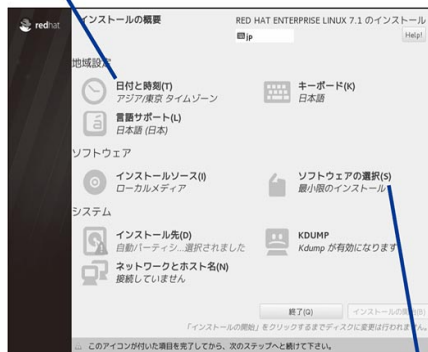 redhat
インストールの概要
RED HAT ENTERPRISE LINUX 7.1 のインストール
jp
Help!
地域設定
日付と時刻(T)
アジア/東京 タイムゾーン
キーボード(K)
日本語
言語サポート(L)
日本語 (日本)
ソフトウェア
インストールソース(I)
ローカルメディア
ソフトウェアの選択(S)
最小限のインストール
システム
インストール先(D)
自動パーティシ...選択されました
KDUMP
Kdump が有効になります
ネットワークとホスト名(N)
接続していません
終了(Q)
インストールの開始(B)
「インストールの開始」をクリックするまでディスクに変更は行われません。
このアイコンが付いた項目を完了してから、次のステップへと続けて下さい。